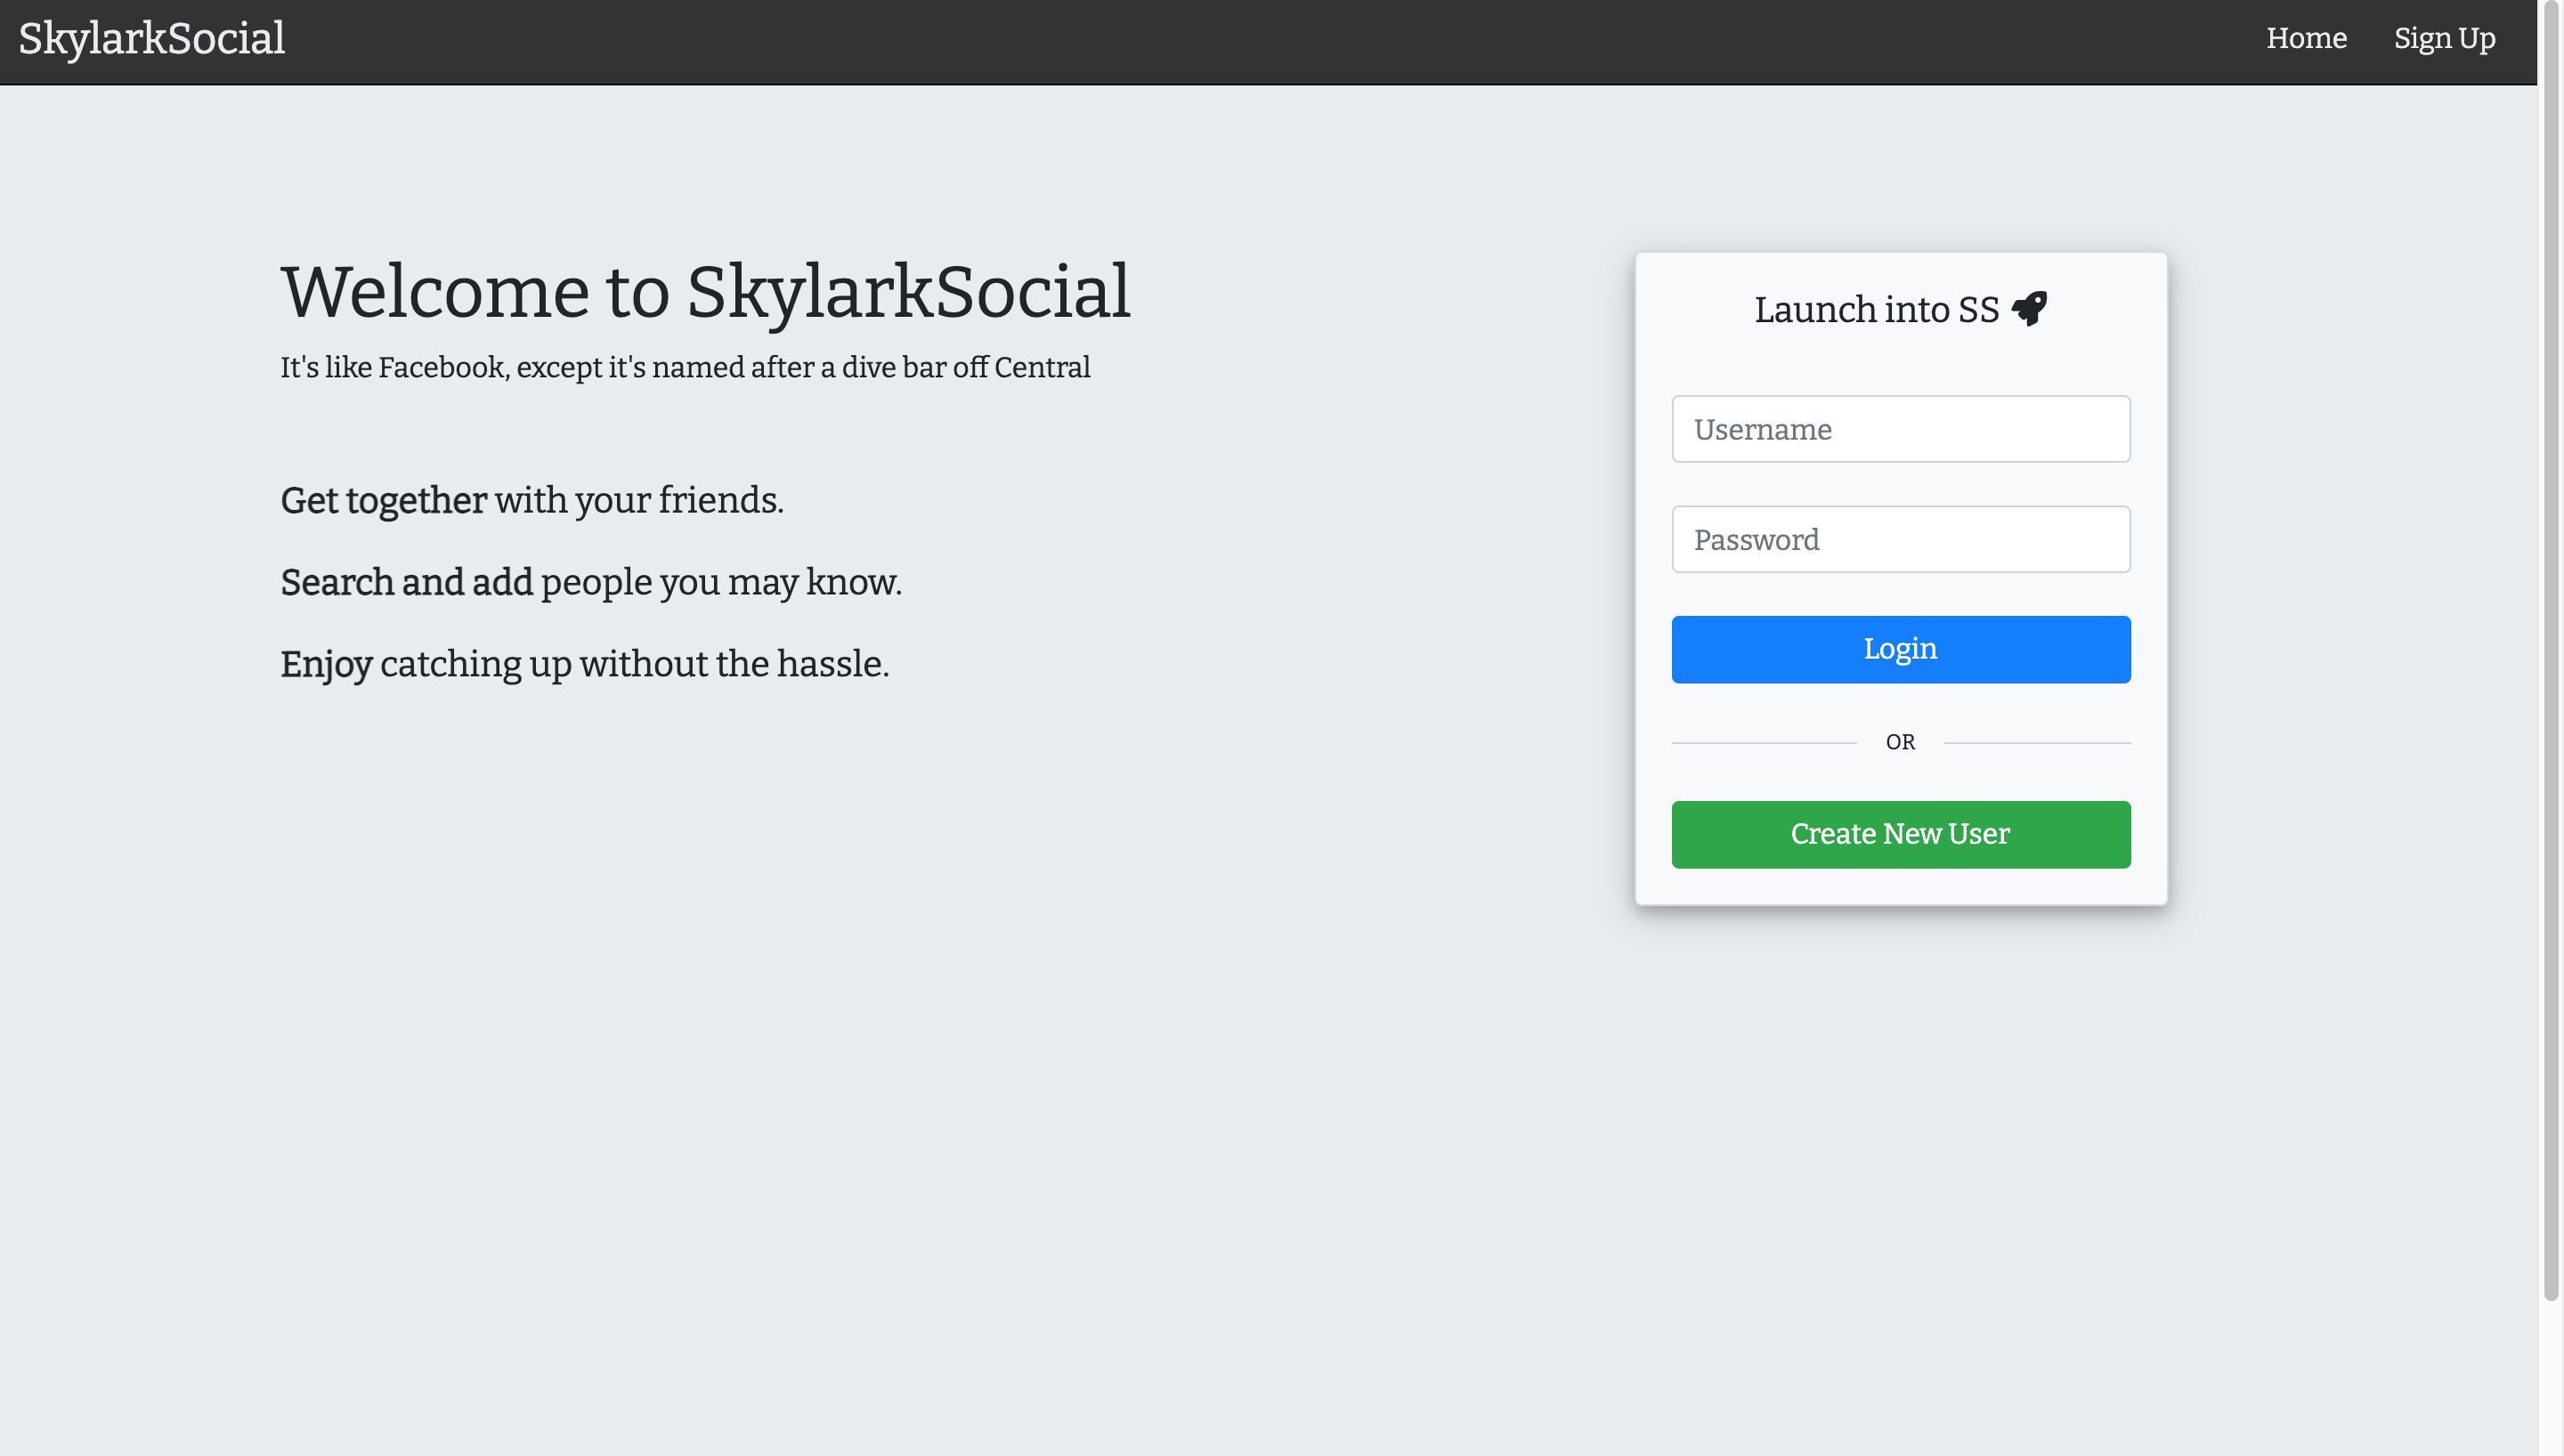 SkylarkSocial
Home
Sign Up
Welcome to SkylarkSocial
It's like Facebook, except it's named after a dive bar off Central
Get together with your friends.
Search and add people you may know.
Enjoy catching up without the hassle.
Launch into SS
Username
Password
Login
OR
Create New User